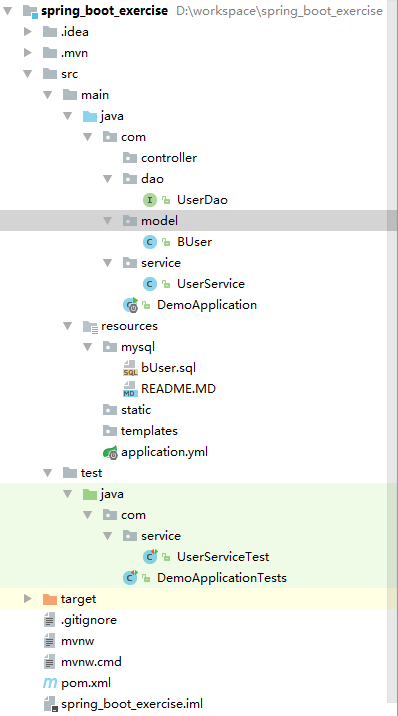 spring_boot_exercise D:\workspace\spring_boot_exercise
.idea
.mvn
src
main
java
com
controller
dao
I UserDao
model
C BUser
service
C UserService
DemoApplication
resources
mysql
SQL bUser.sql
MD README.MD
static
templates
application.yml
test
java
com
service
C UserServiceTest
C DemoApplicationTests
target
.gitignore
mvnw
mvnw.cmd
m pom.xml
spring_boot_exercise.iml